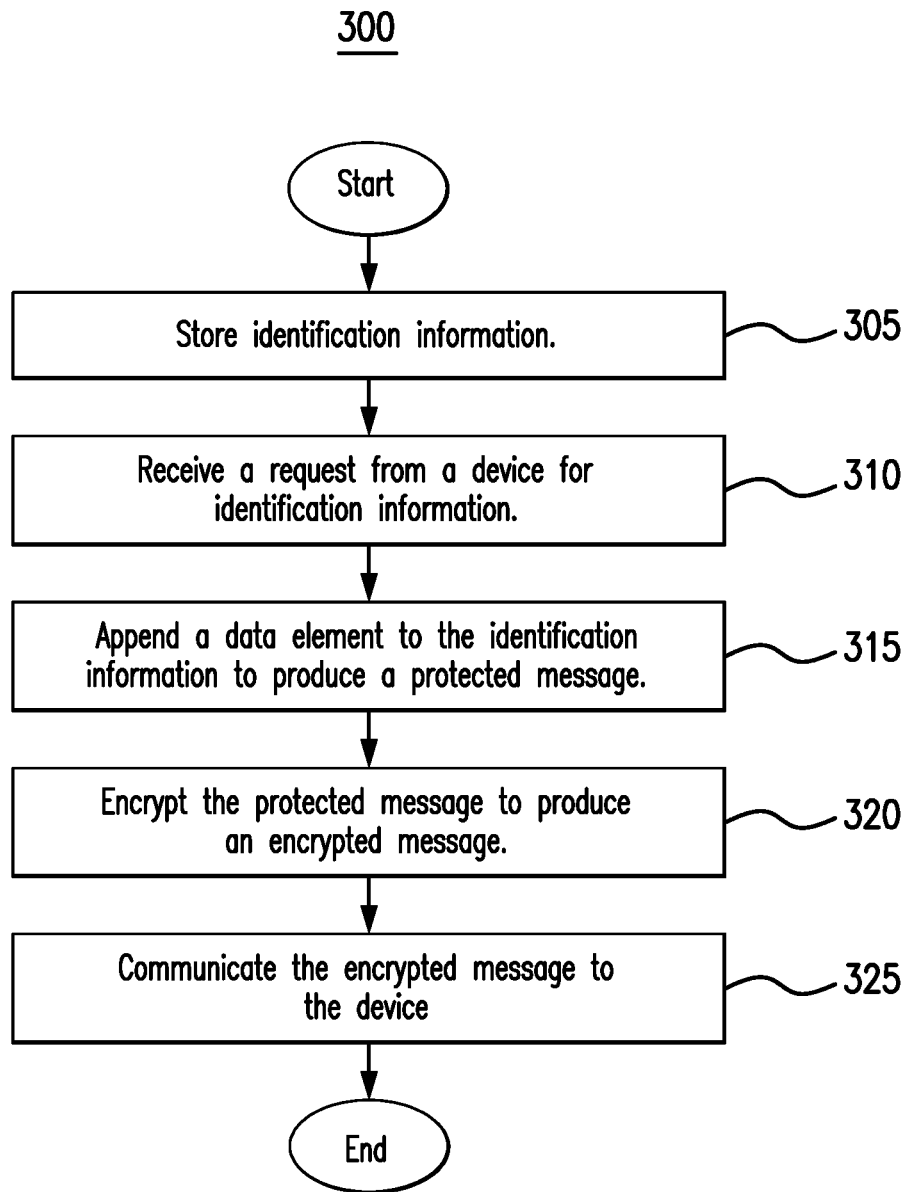 300
Start
Store identification information.
305
Receive a request from a device for
identification information.
310
Append a data element to the identification
information to produce a protected message.
315
Encrypt the protected message to produce
an encrypted message.
320
Communicate the encrypted message to
the device
325
End